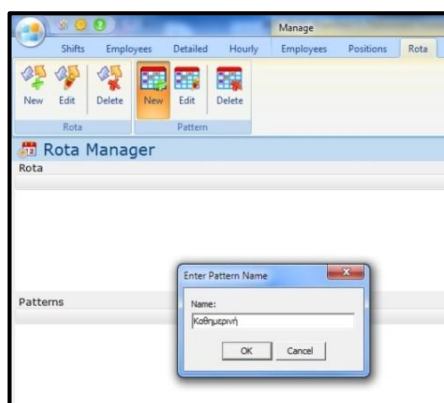 Manage
Shifts Employees Detailed Hourly Employees Positions Rota
New Edit Delete New Edit Delete
Rota Pattern
Rota Manager
Rota
Enter Pattern Name
Name:
Καθημερινή
OK Cancel
Patterns